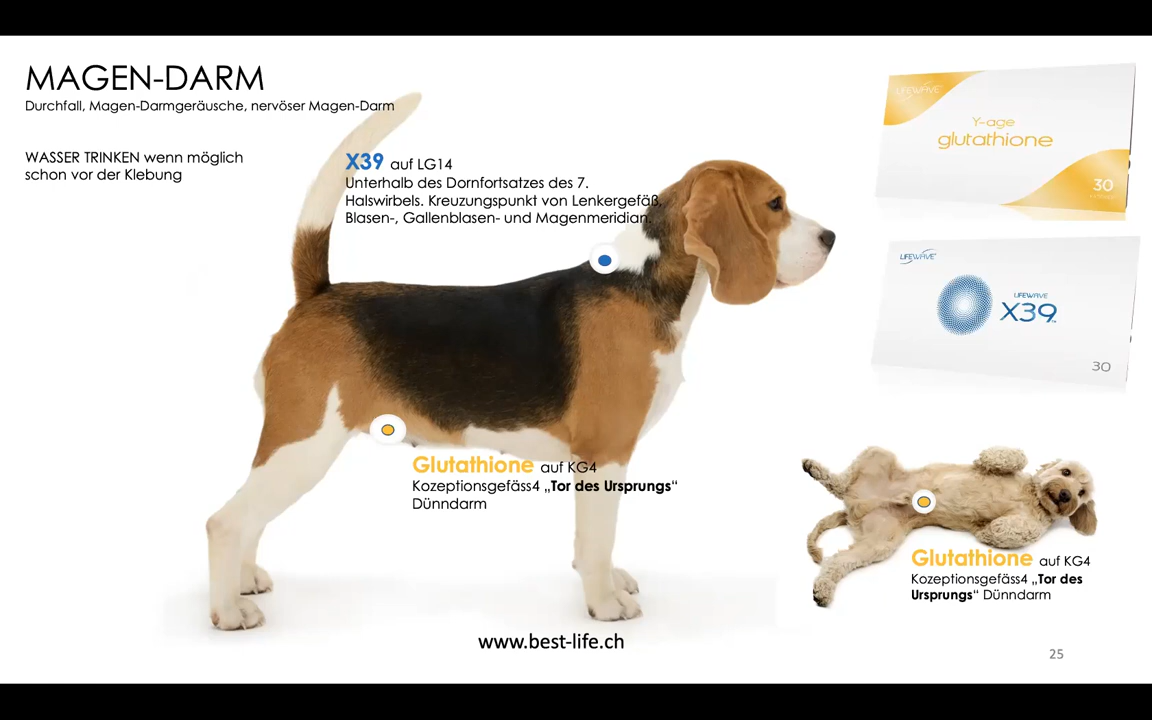 MAGEN-DARM
Durchfall, Magen-Darmgeräusche, nervöser Magen-Darm
WASSER TRINKEN wenn möglich
schon vor der Klebung
X39 auf LG14
Unterhalb des Dornfortsatzes des 7.
Halswirbels. Kreuzungspunkt von Lenkergefäß,
Blasen-, Gallenblasen- und Magenmeridian.
Glutathione auf KG4
Kozeptionsgefäss4 „Tor des Ursprungs“
Dünndarm
LIFEWAVE
Y-age
glutathione
30
LIFEWAVE
LIFEWAVE
X39
30
Glutathione auf KG4
Kozeptionsgefäss4 „Tor des
Ursprungs“ Dünndarm
www.best-life.ch
25